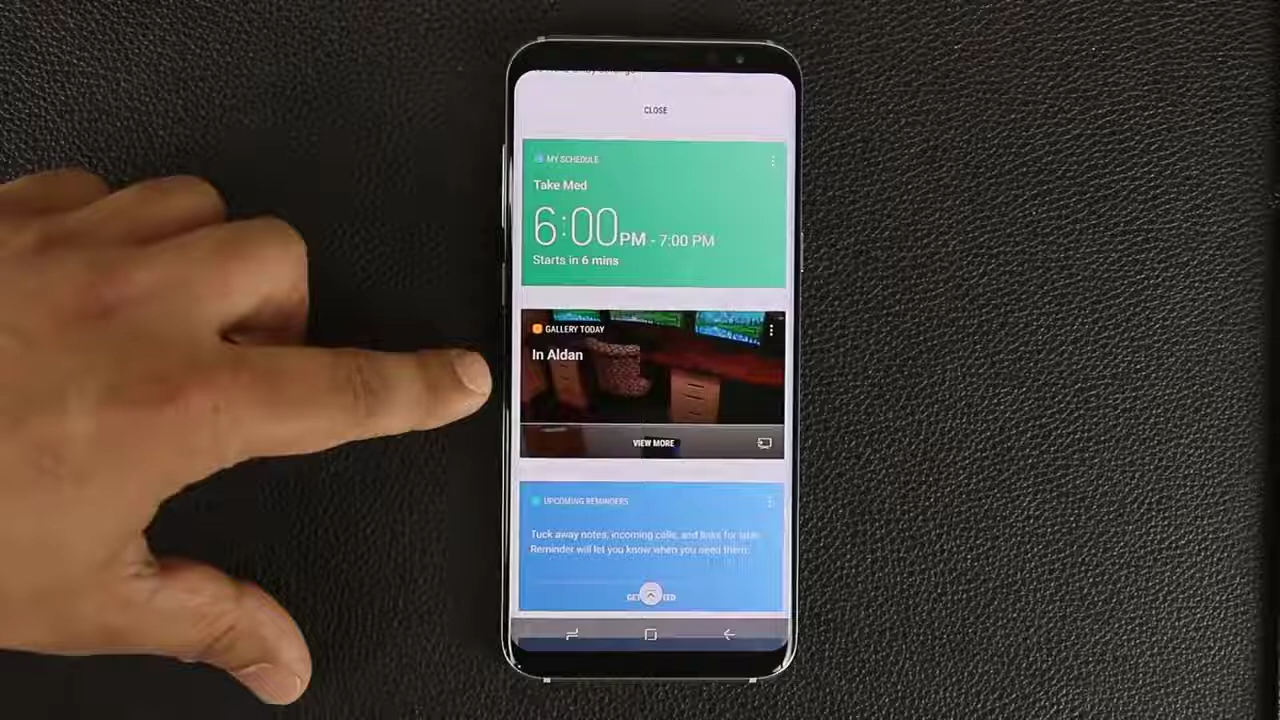 CLOSE
MY SCHEDULE
Take Med
6:00PM - 7:00 PM
Starts in 6 mins
GALLERY TODAY
In Aldan
VIEW MORE
UPCOMING REMINDERS
Tuck away notes, incoming calls, and links for later.
Reminder will let you know when you need them.